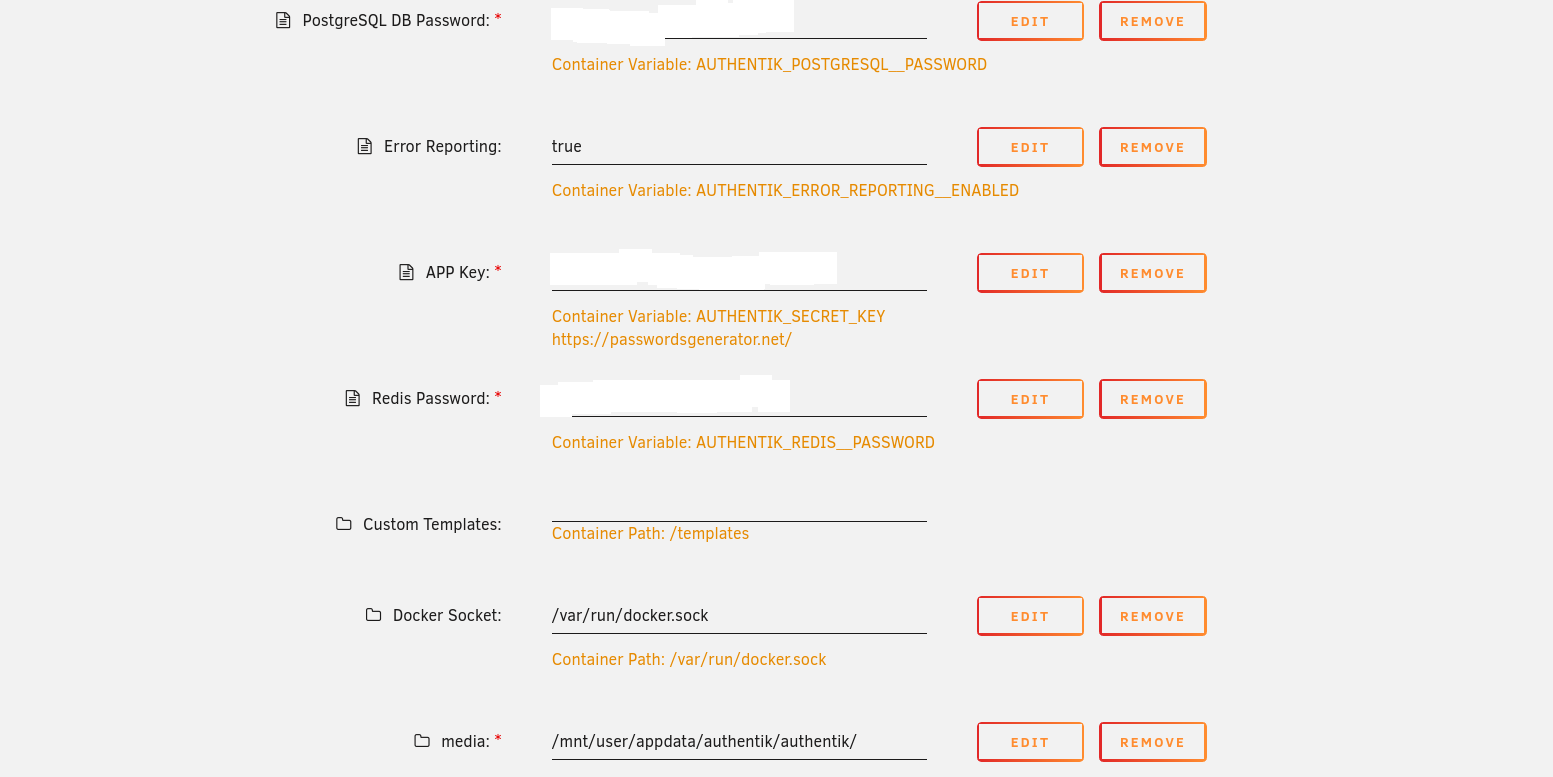 PostgreSQL DB Password: * EDIT REMOVE
Container Variable: AUTHENTIK_POSTGRESQL__PASSWORD
Error Reporting: true EDIT REMOVE
Container Variable: AUTHENTIK_ERROR_REPORTING__ENABLED
APP Key: * EDIT REMOVE
Container Variable: AUTHENTIK_SECRET_KEY
https://passwordsgenerator.net/
Redis Password: * EDIT REMOVE
Container Variable: AUTHENTIK_REDIS__PASSWORD
Custom Templates:
Container Path: /templates
Docker Socket: /var/run/docker.sock EDIT REMOVE
Container Path: /var/run/docker.sock
media: * /mnt/user/appdata/authentik/authentik/ EDIT REMOVE